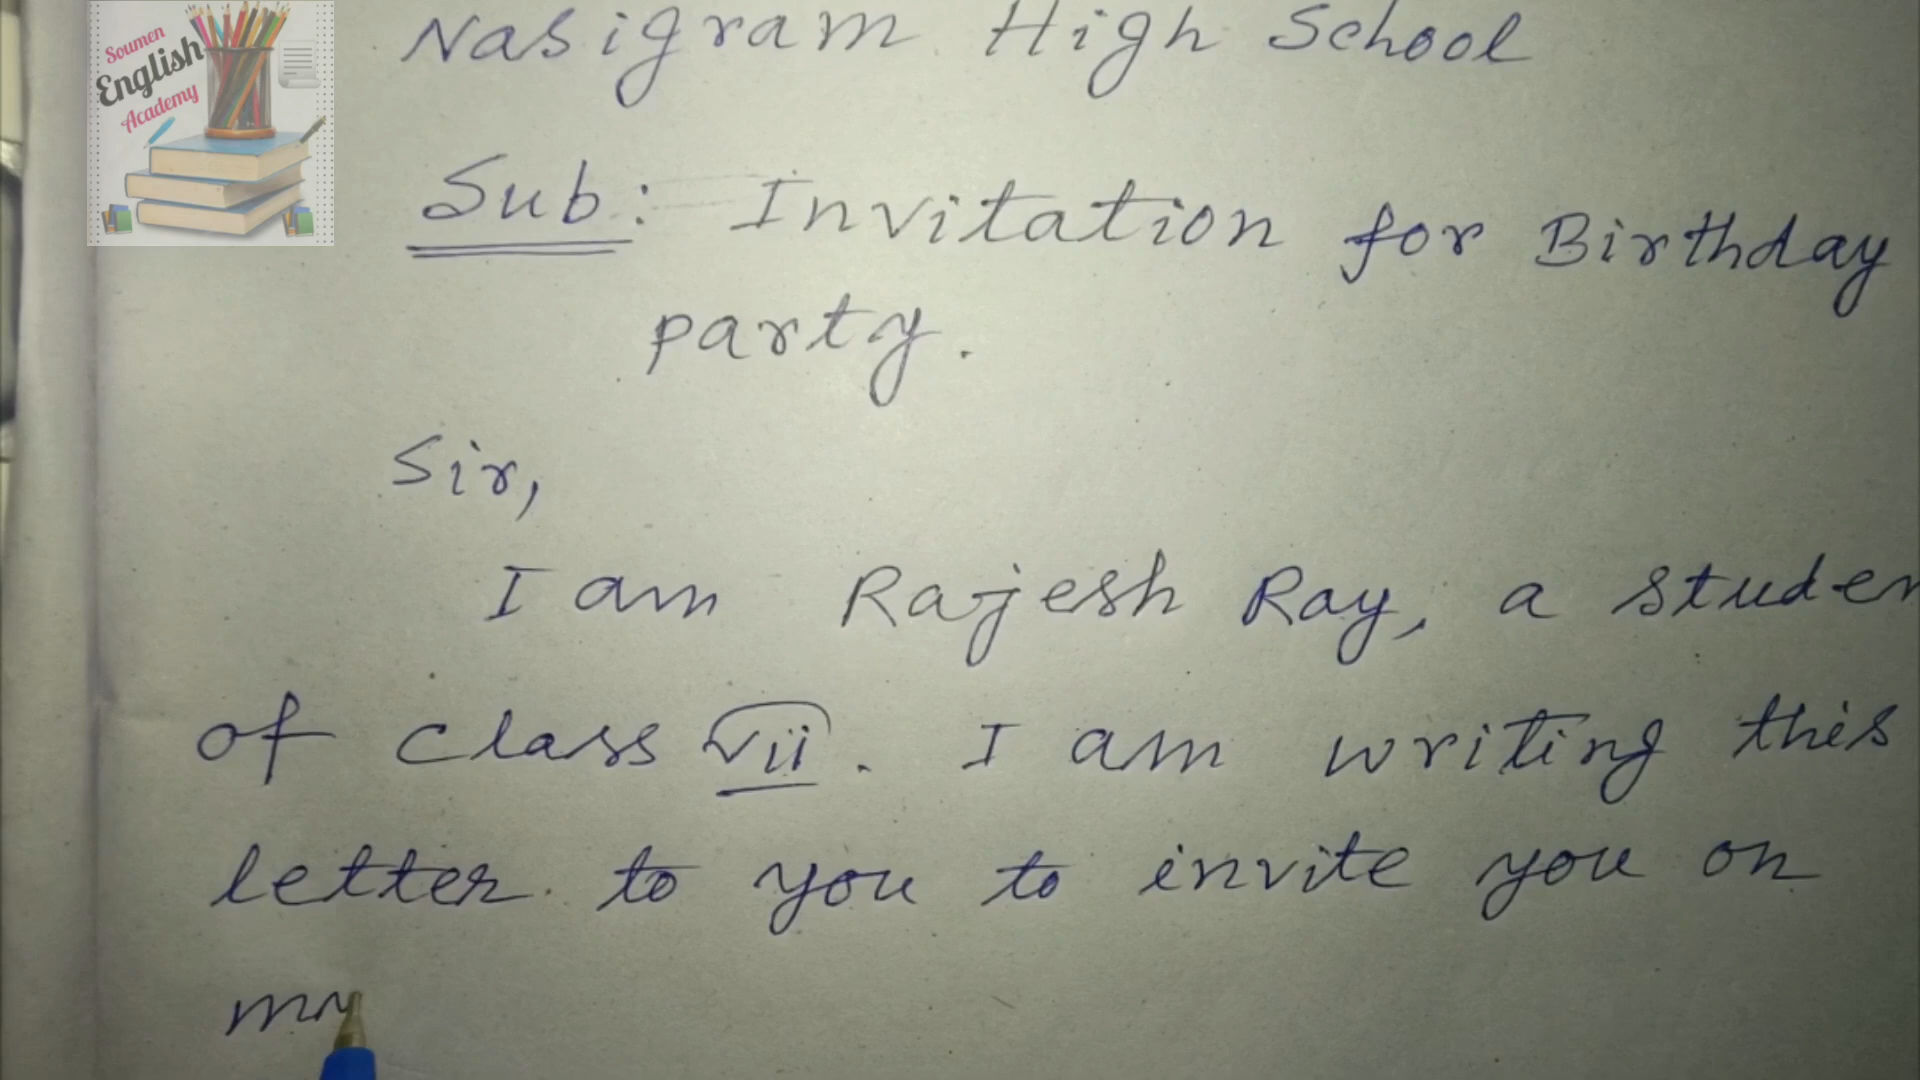 Soumen
English
Academy
Nasigram High School
Sub: Invitation for Birthday
party.
Sir,
I am Rajesh Ray, a studen
of class vii. I am writing this
letter to you to invite you on